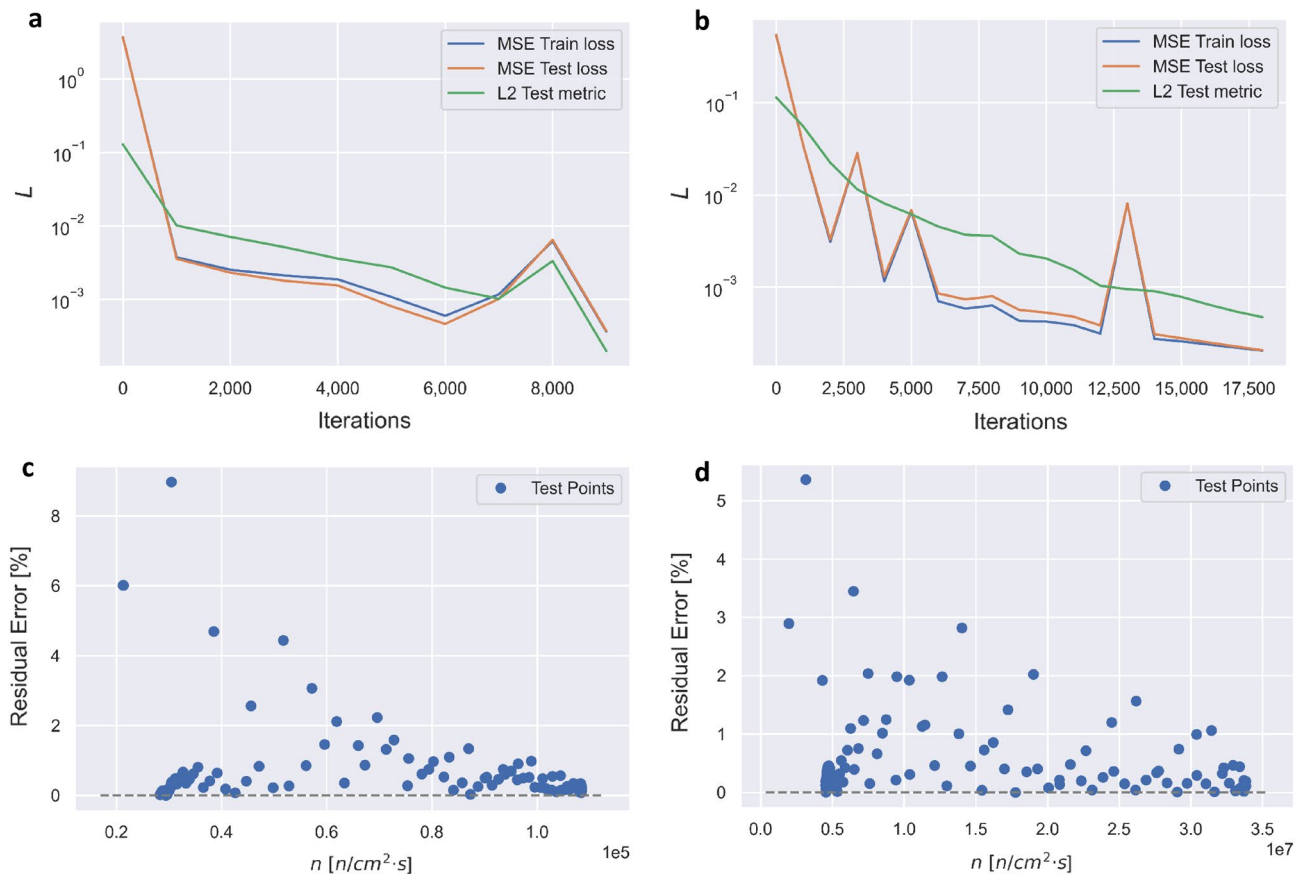 a
MSE Train loss
MSE Test loss
L2 Test metric
10^0
10^-1
10^-2
10^-3
L
0 2,000 4,000 6,000 8,000
Iterations
b
MSE Train loss
MSE Test loss
L2 Test metric
10^-1
10^-2
10^-3
L
0 2,500 5,000 7,500 10,000 12,500 15,000 17,500
Iterations
c
Test Points
8
6
4
2
0
Residual Error [%]
0.2 0.4 0.6 0.8 1.0
1e5
n [n/cm²·s]
d
Test Points
5
4
3
2
1
0
Residual Error [%]
0.0 0.5 1.0 1.5 2.0 2.5 3.0 3.5
1e7
n [n/cm²·s]